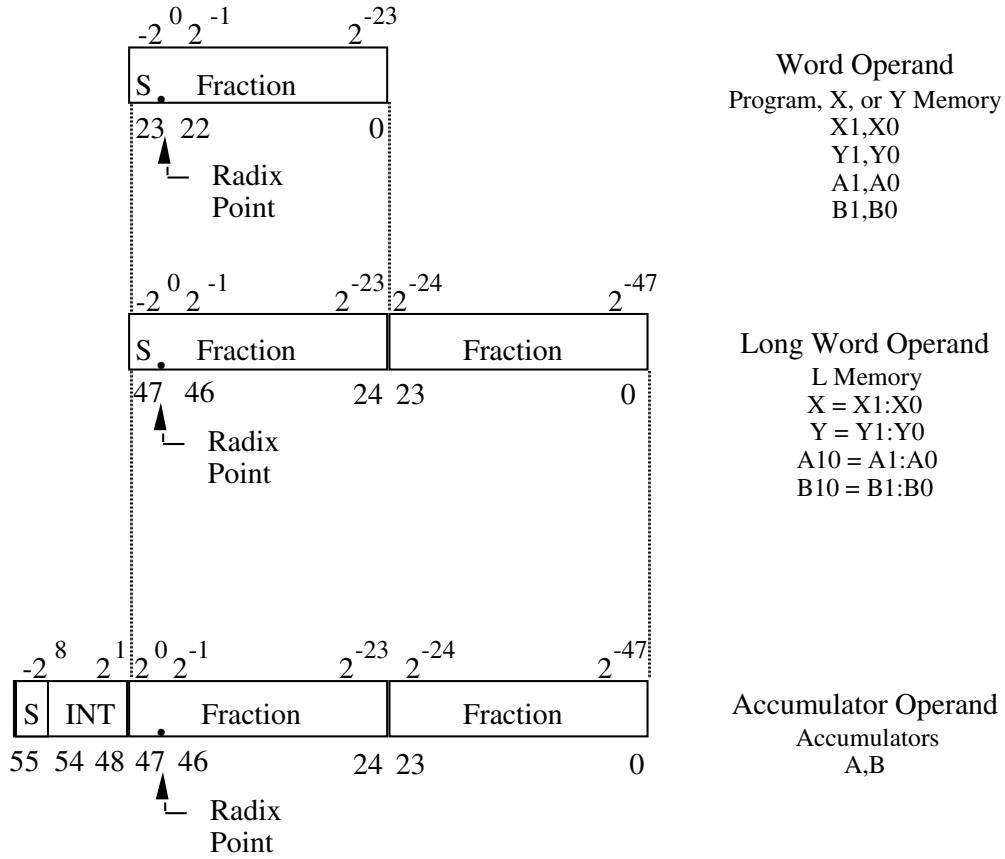 -2^0 2^-1 2^-23
S. Fraction
23 22 0
Radix
Point
Word Operand
Program, X, or Y Memory
X1,X0
Y1,Y0
A1,A0
B1,B0
-2^0 2^-1 2^-23 2^-24 2^-47
S. Fraction Fraction
47 46 24 23 0
Radix
Point
Long Word Operand
L Memory
X = X1:X0
Y = Y1:Y0
A10 = A1:A0
B10 = B1:B0
-2^8 2^1 2^0 2^-1 2^-23 2^-24 2^-47
S INT . Fraction Fraction
55 54 48 47 46 24 23 0
Radix
Point
Accumulator Operand
Accumulators
A,B